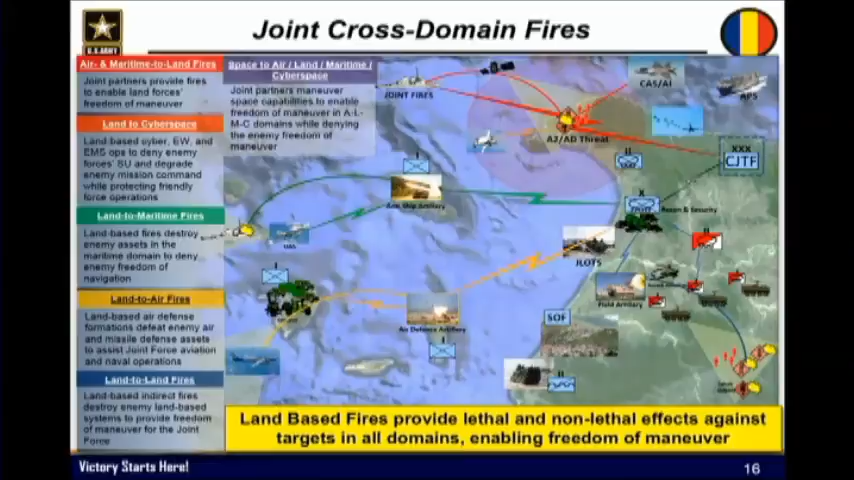 Joint Cross-Domain Fires
U.S. ARMY
Air- & Maritime-to-Land Fires
Joint partners provide fires
to enable land forces'
freedom of maneuver
Land to Cyberspace
Land-based cyber, EW, and
EMS ops to deny enemy
forces' SU and degrade
enemy mission command
while protecting friendly
force operations
Land-to-Maritime Fires
Land-based fires destroy
enemy assets in the
maritime domain to deny
enemy freedom of
navigation
Land-to-Air Fires
Land-based air defense
formations defeat enemy air
and missile defense assets
to assist Joint Force aviation
and naval operations
Land-to-Land Fires
Land-based indirect fires
destroy enemy land-based
systems to provide freedom
of maneuver for the Joint
Force
Space to Air / Land / Maritime /
Cyberspace
Joint partners maneuver
space capabilities to enable
freedom of maneuver in A-L-
M-C domains while denying
the enemy freedom of
maneuver
JOINT FIRES
CAS/AI
APS
A2/AD Threat
XXX
CJTF
II
I
X
Anti Ship Artillery
Recon & Security
UAS
II
JLOTS
I
Field Artillery
Air Defense Artillery
SOF
I
II
Land Based Fires provide lethal and non-lethal effects against
targets in all domains, enabling freedom of maneuver
Victory Starts Here!
16